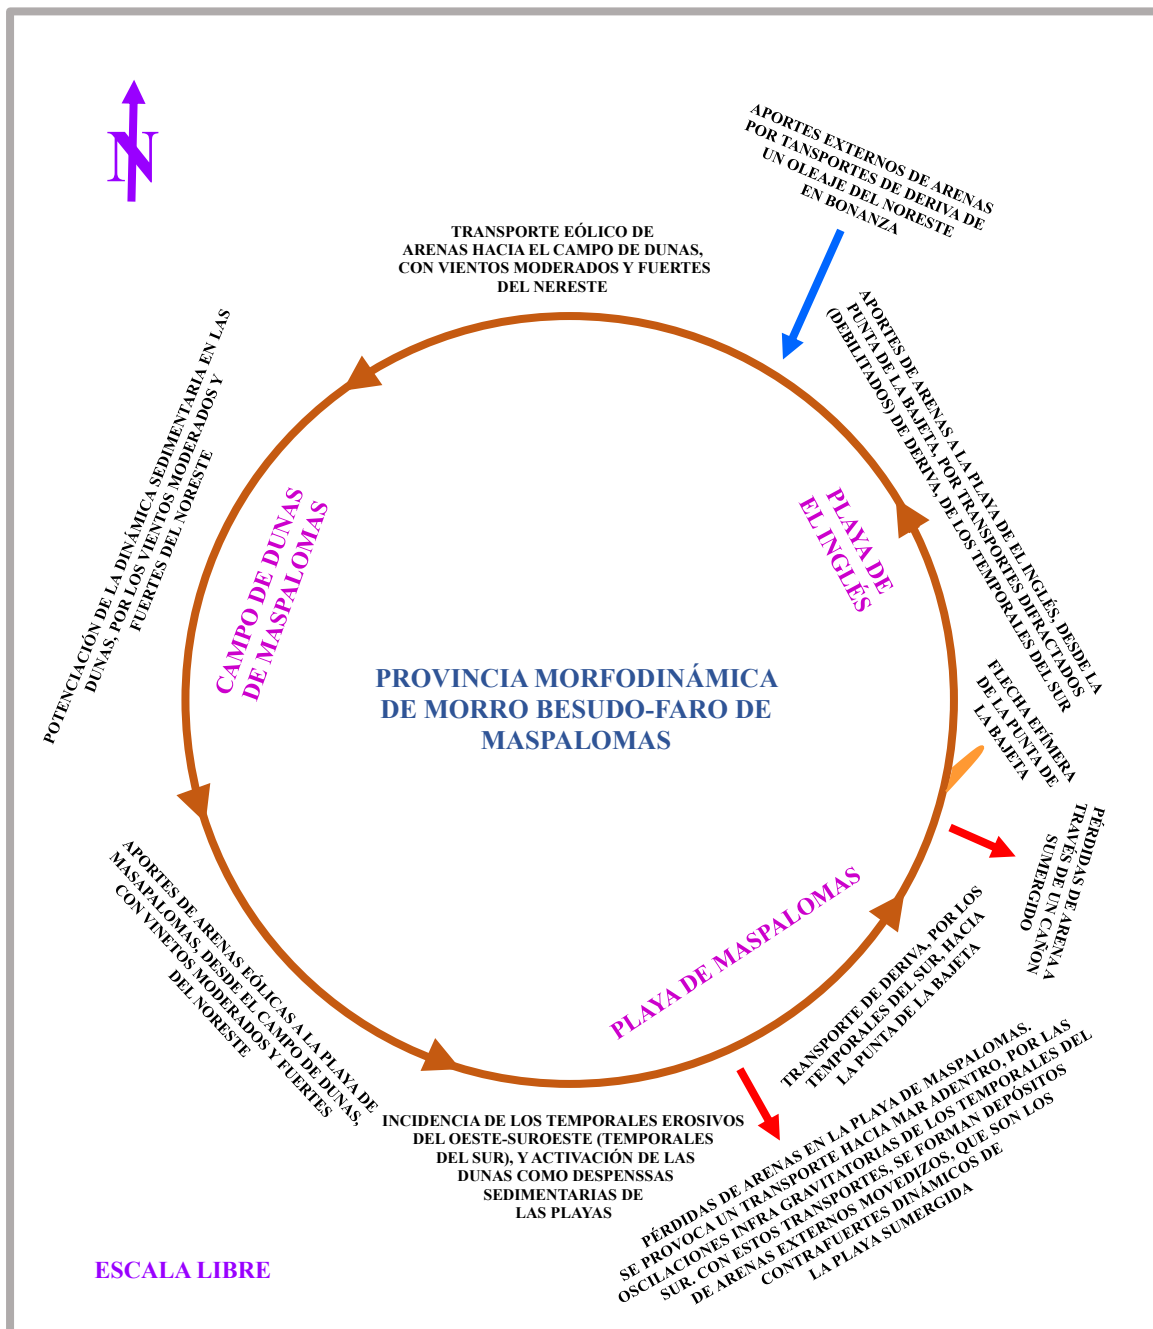 N
APORTES EXTERNOS DE ARENAS
POR TANSPORTES DE DERIVA DE
UN OLEAJE DEL NORESTE
EN BONANZA
TRANSPORTE EÓLICO DE
ARENAS HACIA EL CAMPO DE DUNAS,
CON VIENTOS MODERADOS Y FUERTES
DEL NERESTE
APORTES DE ARENAS A LA PLAYA DE EL INGLÉS, DESDE LA
PUNTA DE LA BAJETA, POR TRANSPORTES DIFRACTADOS
(DEBILITADOS) DE DERIVA, DE LOS TEMPORALES DEL SUR
POTENCIACIÓN DE LA DINÁMICA SEDIMENTARIA EN LAS
DUNAS, POR LOS VIENTOS MODERADOS Y
FUERTES DEL NORESTE
CAMPO DE DUNAS
DE MASPALOMAS
PLAYA DE
EL INGLÉS
PROVINCIA MORFODINÁMICA
DE MORRO BESUDO-FARO DE
MASPALOMAS
FLECHA EFÍMERA
DE LA PUNTA DE
LA BAJETA
PÉRDIDAS DE ARENA A
TRAVÉS DE UN CAÑON
SUMERGIDO
PLAYA DE MASPALOMAS
TRANSPORTE DE DERIVA, POR LOS
TEMPORALES DEL SUR, HACIA
LA PUNTA DE LA BAJETA
APORTES DE ARENAS EÓLICAS A LA PLAYA DE
MASAPALOMAS, DESDE EL CAMPO DE DUNAS,
CON VINETOS MODERADOS Y FUERTES
DEL NORESTE
INCIDENCIA DE LOS TEMPORALES EROSIVOS
DEL OESTE-SUROESTE (TEMPORALES
DEL SUR), Y ACTIVACIÓN DE LAS
DUNAS COMO DESPENSSAS
SEDIMENTARIAS DE
LAS PLAYAS
PÉRDIDAS DE ARENAS EN LA PLAYA DE MASPALOMAS.
SE PROVOCA UN TRANSPORTE HACIA MAR ADENTRO, POR LAS
OSCILACIONES INFRA GRAVITATORIAS DE LOS TEMPORALES DEL
SUR. CON ESTOS TRANSPORTES, SE FORMAN DEPÓSITOS
DE ARENAS EXTERNOS MOVEDIZOS, QUE SON LOS
CONTRAFUERTES DINÁMICOS DE
LA PLAYA SUMERGIDA
ESCALA LIBRE